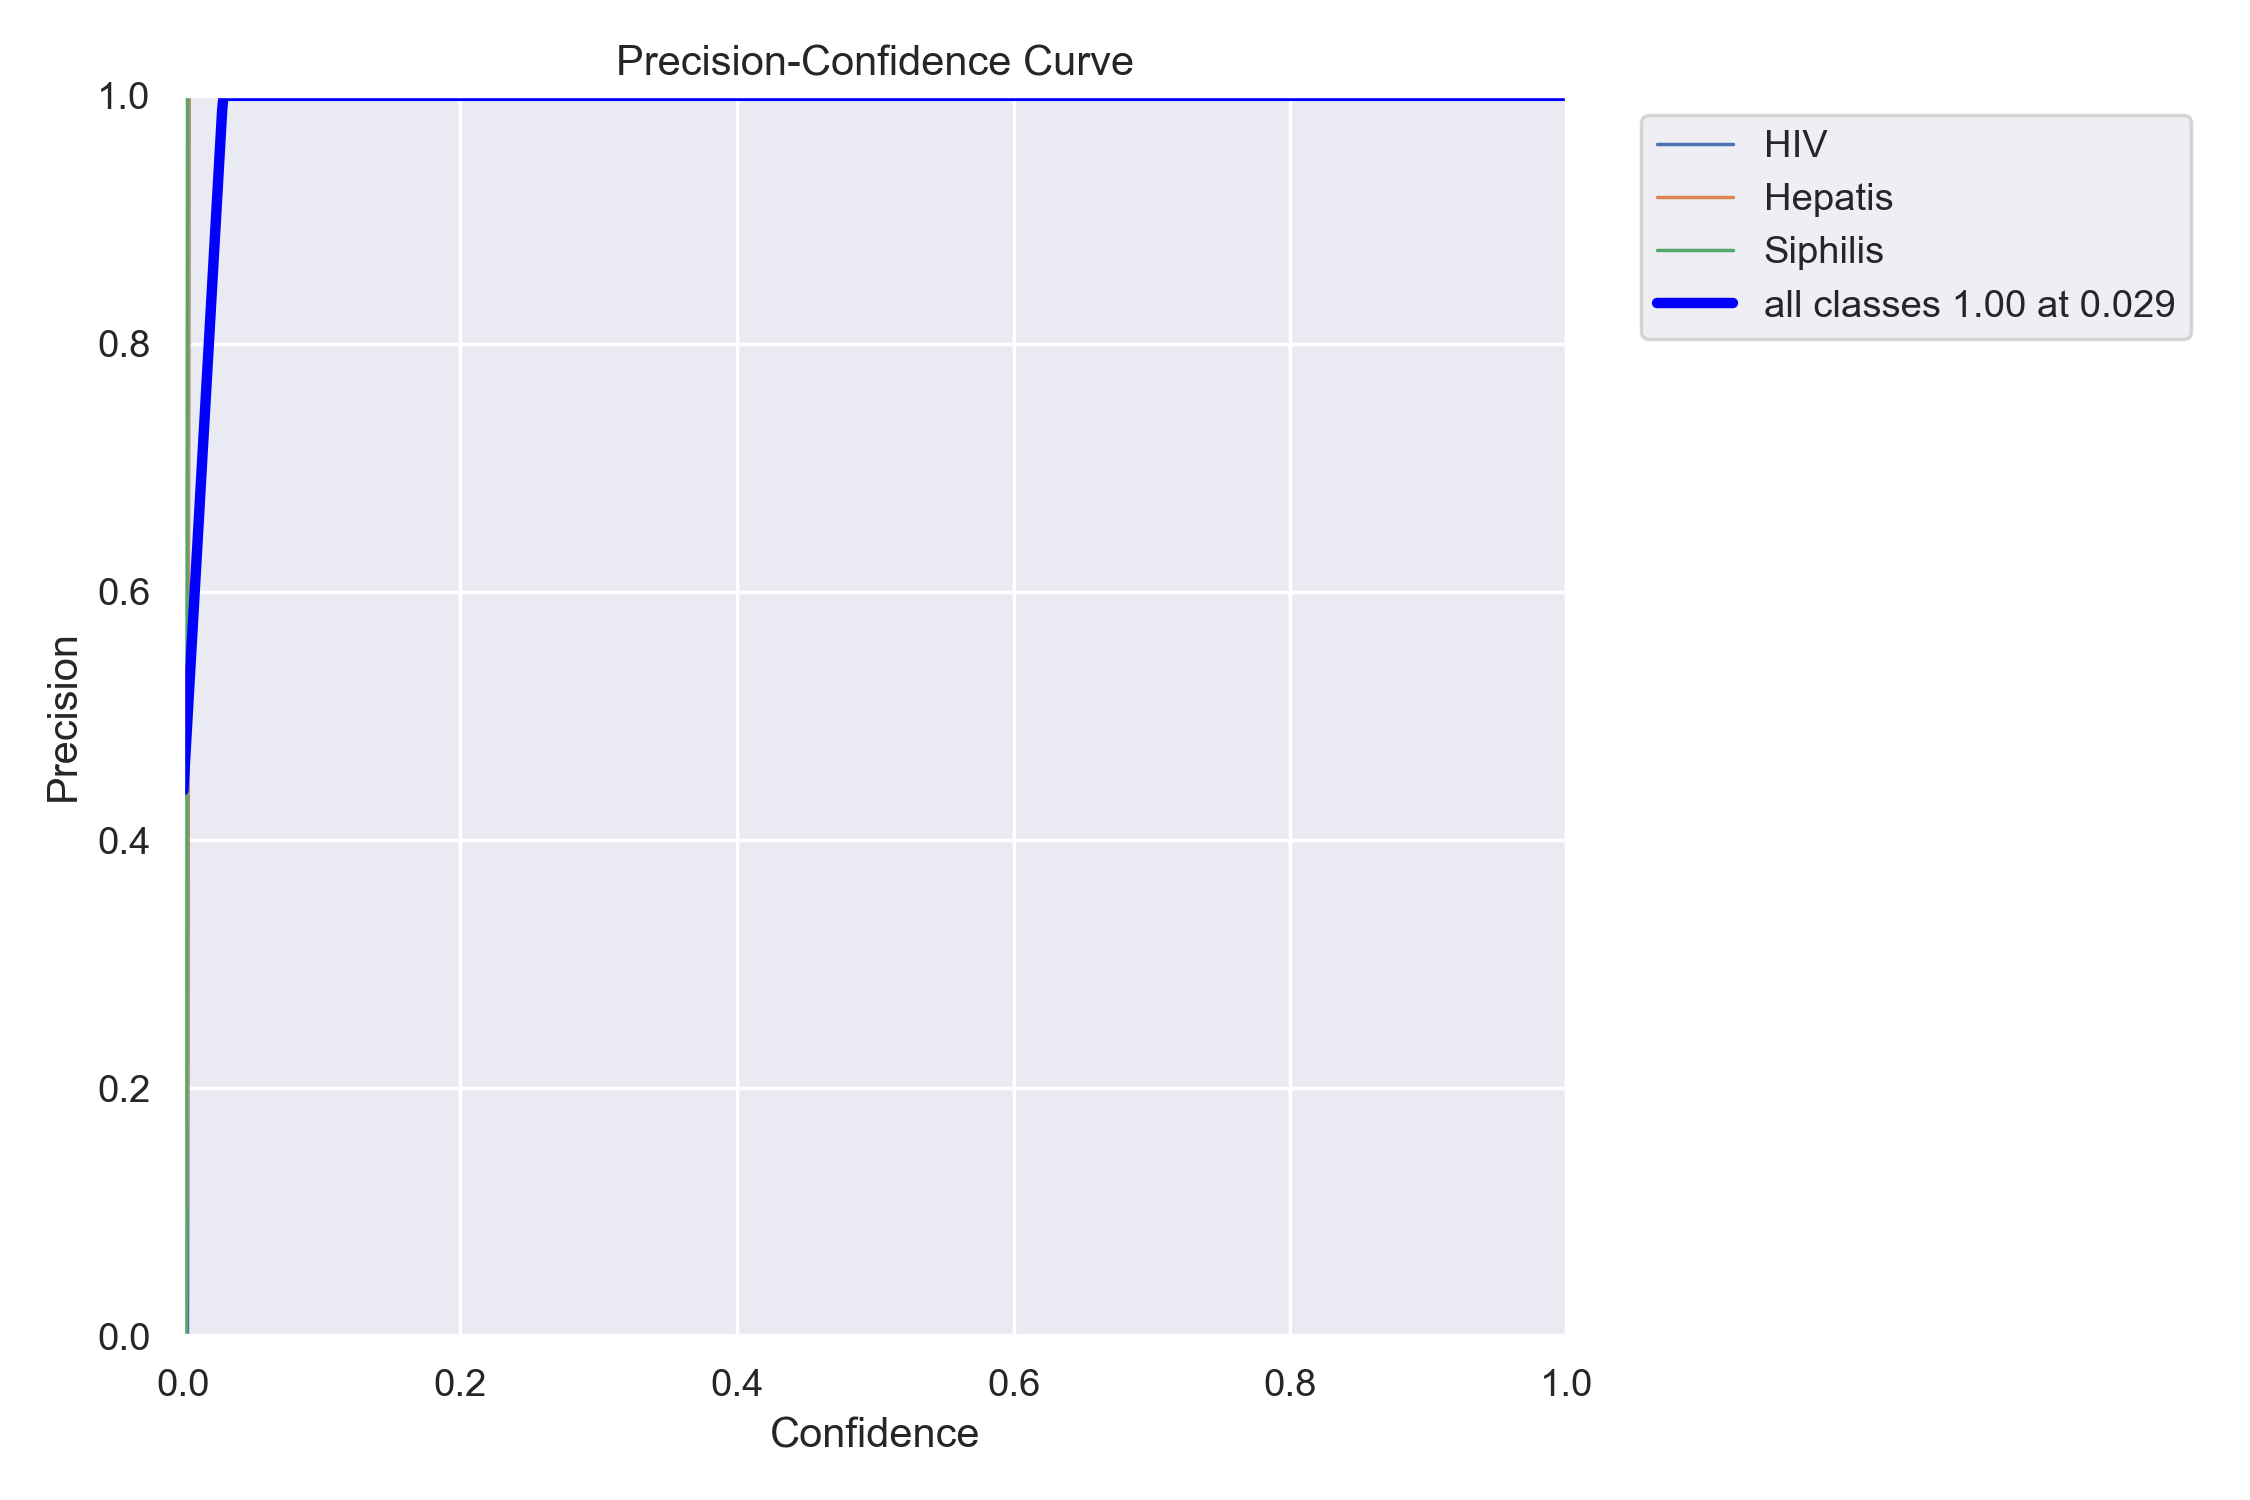 Precision-Confidence Curve
1.0
0.8
0.6
0.4
0.2
0.0
Precision
0.0 0.2 0.4 0.6 0.8 1.0
Confidence
HIV
Hepatis
Siphilis
all classes 1.00 at 0.029